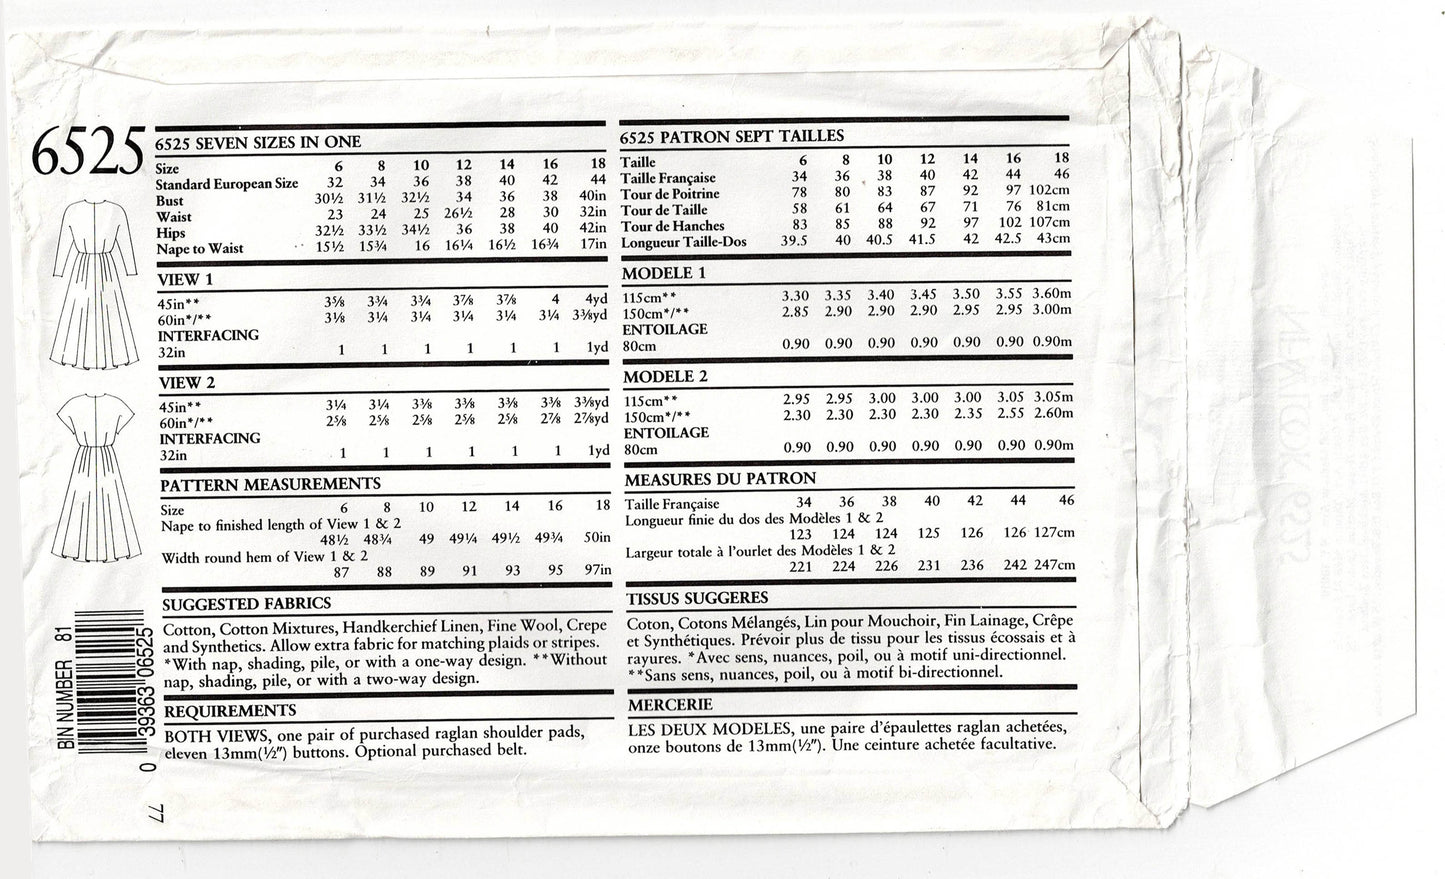 6525
6525 SEVEN SIZES IN ONE
Size 6 8 10 12 14 16 18
Standard European Size 32 34 36 38 40 42 44
Bust 30½ 31½ 32½ 34 36 38 40in
Waist 23 24 25 26½ 28 30 32in
Hips 32½ 33½ 34½ 36 38 40 42in
Nape to Waist 15½ 15¾ 16 16¼ 16½ 16¾ 17in
VIEW 1
45in** 3⅝ 3¾ 3¾ 3⅞ 3⅞ 4 4yd
60in*/** 3⅛ 3¼ 3¼ 3¼ 3¼ 3¼ 3⅜yd
INTERFACING
32in 1 1 1 1 1 1 1yd
VIEW 2
45in** 3¼ 3¼ 3⅜ 3⅜ 3⅜ 3⅜ 3⅜yd
60in*/** 2⅝ 2⅝ 2⅝ 2⅝ 2⅝ 2⅞ 2⅞yd
INTERFACING
32in 1 1 1 1 1 1 1yd
PATTERN MEASUREMENTS
Size 6 8 10 12 14 16 18
Nape to finished length of View 1 & 2
48½ 48¾ 49 49¼ 49½ 49¾ 50in
Width round hem of View 1 & 2
87 88 89 91 93 95 97in
SUGGESTED FABRICS
Cotton, Cotton Mixtures, Handkerchief Linen, Fine Wool, Crepe
and Synthetics. Allow extra fabric for matching plaids or stripes.
*With nap, shading, pile, or with a one-way design. **Without
nap, shading, pile, or with a two-way design.
REQUIREMENTS
BOTH VIEWS, one pair of purchased raglan shoulder pads,
eleven 13mm(½") buttons. Optional purchased belt.
6525 PATRON SEPT TAILLES
Taille 6 8 10 12 14 16 18
Taille Française 34 36 38 40 42 44 46
Tour de Poitrine 78 80 83 87 92 97 102cm
Tour de Taille 58 61 64 67 71 76 81cm
Tour de Hanches 83 85 88 92 97 102 107cm
Longueur Taille-Dos 39.5 40 40.5 41.5 42 42.5 43cm
MODELE 1
115cm** 3.30 3.35 3.40 3.45 3.50 3.55 3.60m
150cm*/** 2.85 2.90 2.90 2.90 2.95 2.95 3.00m
ENTOILAGE
80cm 0.90 0.90 0.90 0.90 0.90 0.90 0.90m
MODELE 2
115cm** 2.95 2.95 3.00 3.00 3.00 3.05 3.05m
150cm*/** 2.30 2.30 2.30 2.30 2.35 2.55 2.60m
ENTOILAGE
80cm 0.90 0.90 0.90 0.90 0.90 0.90 0.90m
MEASURES DU PATRON
Taille Française 34 36 38 40 42 44 46
Longueur finie du dos des Modèles 1 & 2
123 124 124 125 126 126 127cm
Largeur totale à l'ourlet des Modèles 1 & 2
221 224 226 231 236 242 247cm
TISSUS SUGGERES
Coton, Cotons Mélangés, Lin pour Mouchoir, Fin Lainage, Crêpe
et Synthétiques. Prévoir plus de tissu pour les tissus écossais et à
rayures. *Avec sens, nuances, poil, ou à motif uni-directionnel.
**Sans sens, nuances, poil, ou à motif bi-directionnel.
MERCERIE
LES DEUX MODELES, une paire d'épaulettes raglan achetées,
onze boutons de 13mm(½"). Une ceinture achetée facultative.
BIN NUMBER 81
0 39363 06525
77
NEW LOOK 6525